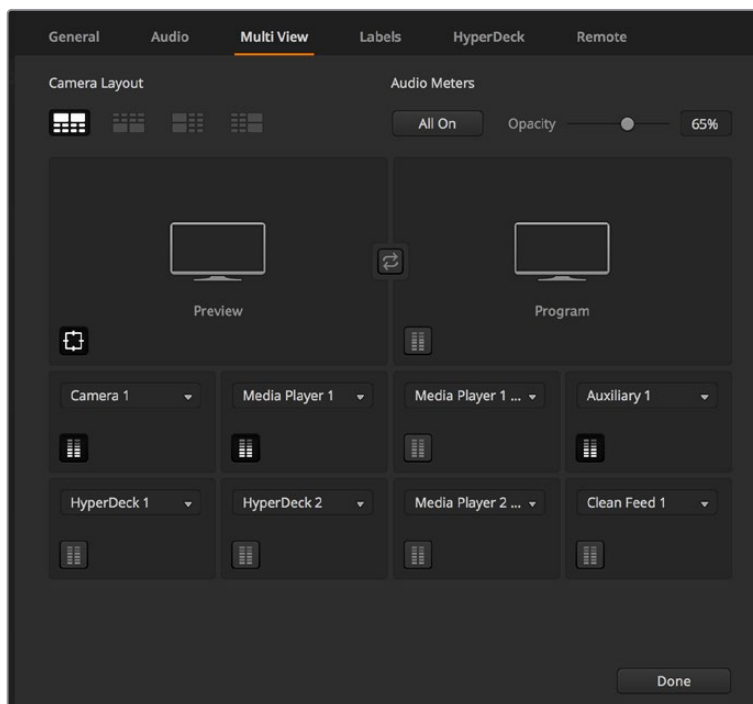 General Audio Multi View Labels HyperDeck Remote
Camera Layout Audio Meters
All On Opacity 65%
Preview Program
Camera 1 Media Player 1 Media Player 1 ... Auxiliary 1
HyperDeck 1 HyperDeck 2 Media Player 2 ... Clean Feed 1
Done